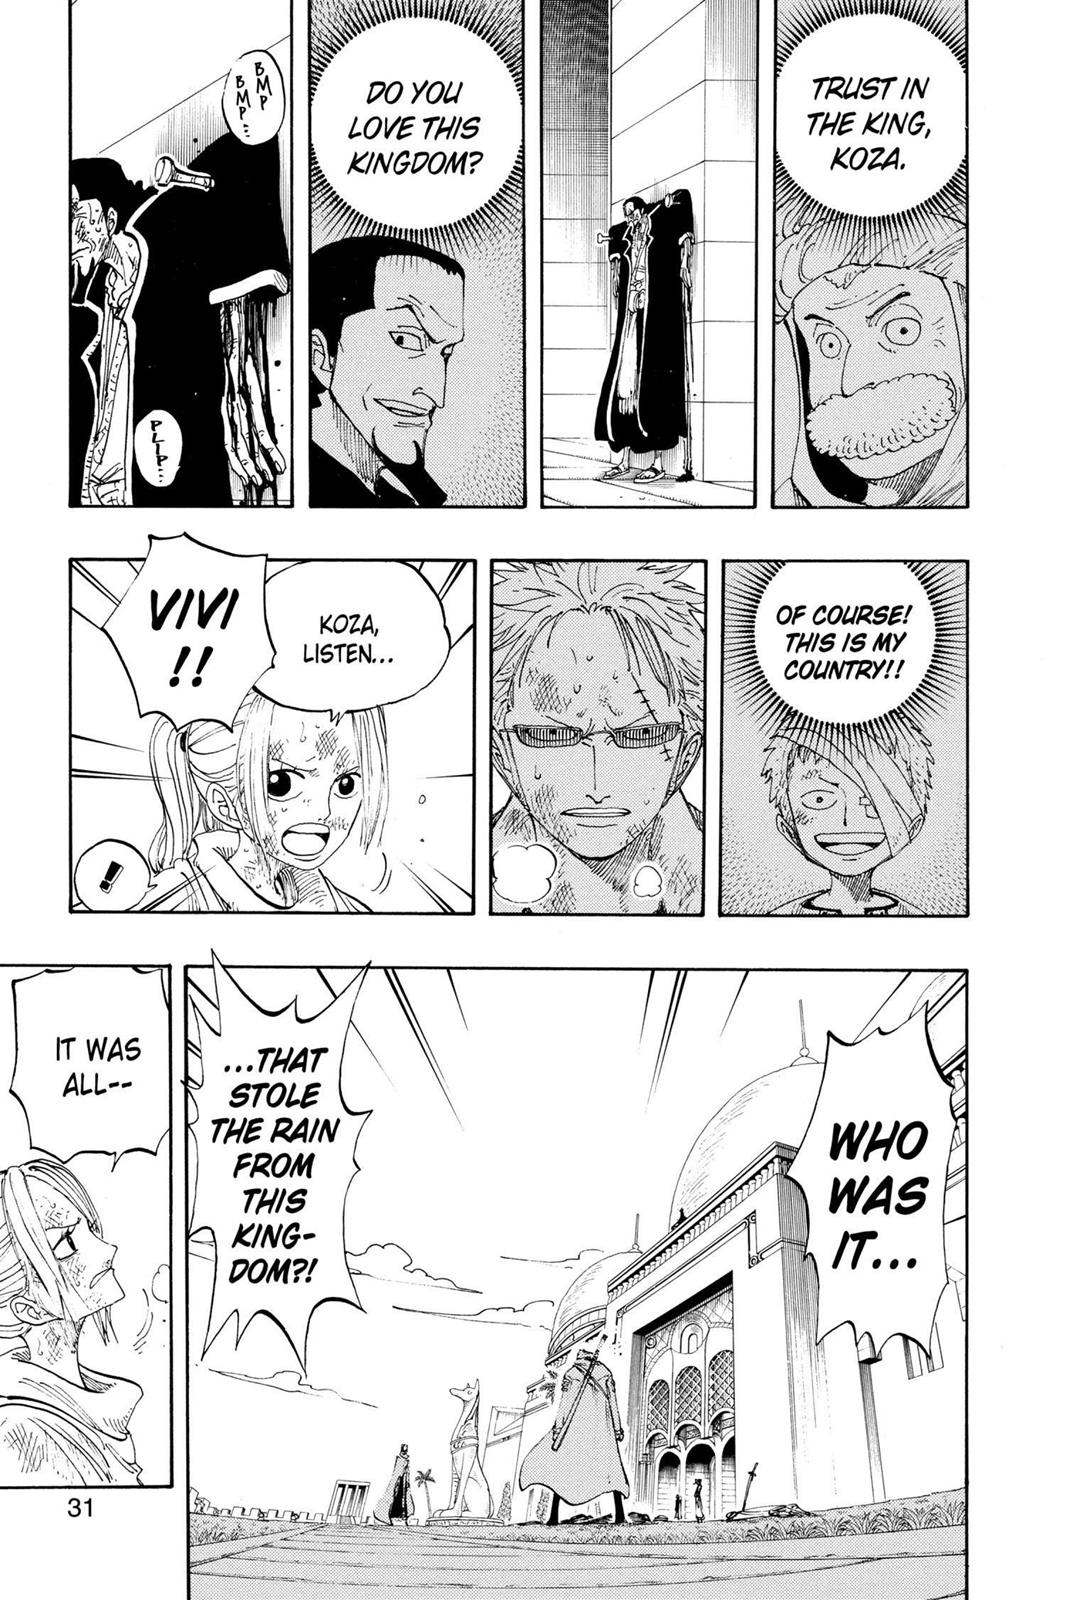 TRUST IN
THE KING,
KOZA.
DO YOU
LOVE THIS
KINGDOM?
BMP
BMP...
PLIP...
OF COURSE!
THIS IS MY
COUNTRY!!
KOZA,
LISTEN...
VIVI
!!
!
WHO
WAS
IT...
...THAT
STOLE
THE RAIN
FROM
THIS
KING-
DOM?!
IT WAS
ALL--
31